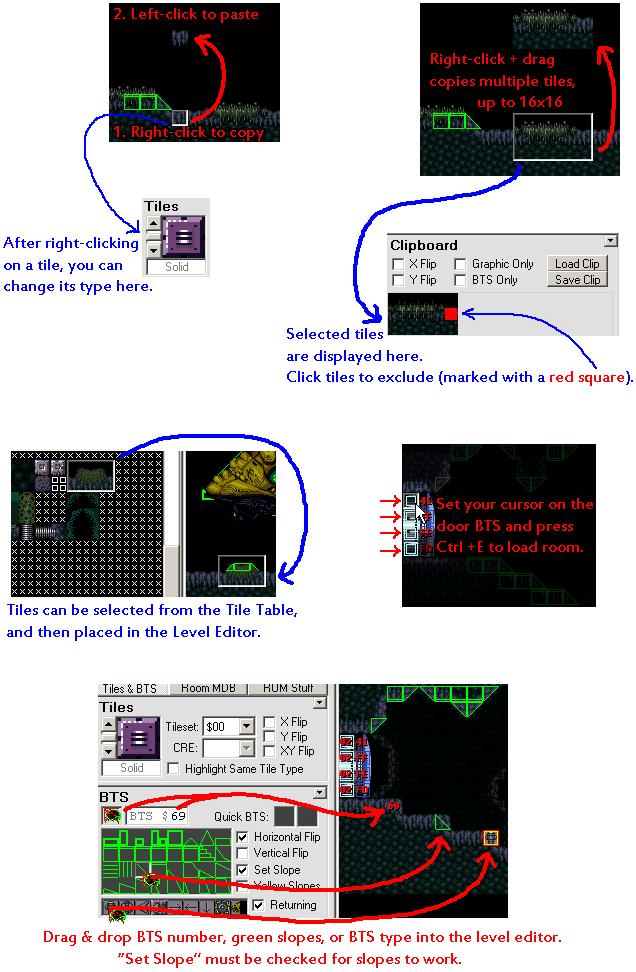 2. Left-click to paste
1. Right-click to copy
Right-click + drag
copies multiple tiles,
up to 16x16
Tiles
Solid
After right-clicking
on a tile, you can
change its type here.
Clipboard
X Flip
Graphic Only
Load Clip
Y Flip
BTS Only
Save Clip
Selected tiles
are displayed here.
Click tiles to exclude (marked with a red square).
Set your cursor on the
door BTS and press
Ctrl +E to load room.
Tiles can be selected from the Tile Table,
and then placed in the Level Editor.
Tiles & BTS
Room MDB
RUM Stuff
Tiles
Tileset: $00
X Flip
Y Flip
CRE:
XY Flip
Solid
Highlight Same Tile Type
BTS
BTS $ 69
Quick BTS:
69
Horizontal Flip
Vertical Flip
Set Slope
Yellow Slopes
Returning
Drag & drop BTS number, green slopes, or BTS type into the level editor.
"Set Slope" must be checked for slopes to work.